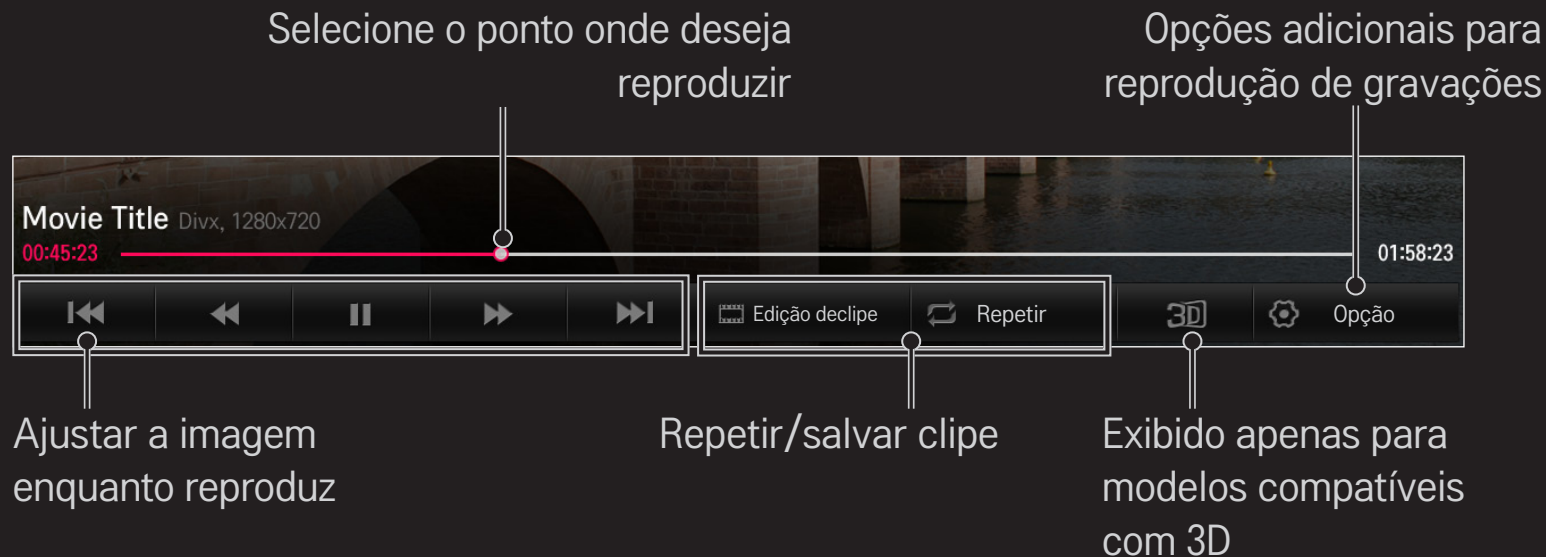 Selecione o ponto onde deseja
reproduzir
Opções adicionais para
reprodução de gravações
Movie Title Divx, 1280x720
00:45:23
01:58:23
Edição declipe
Repetir
3D
Opção
Ajustar a imagem
enquanto reproduz
Repetir/salvar clipe
Exibido apenas para
modelos compatíveis
com 3D